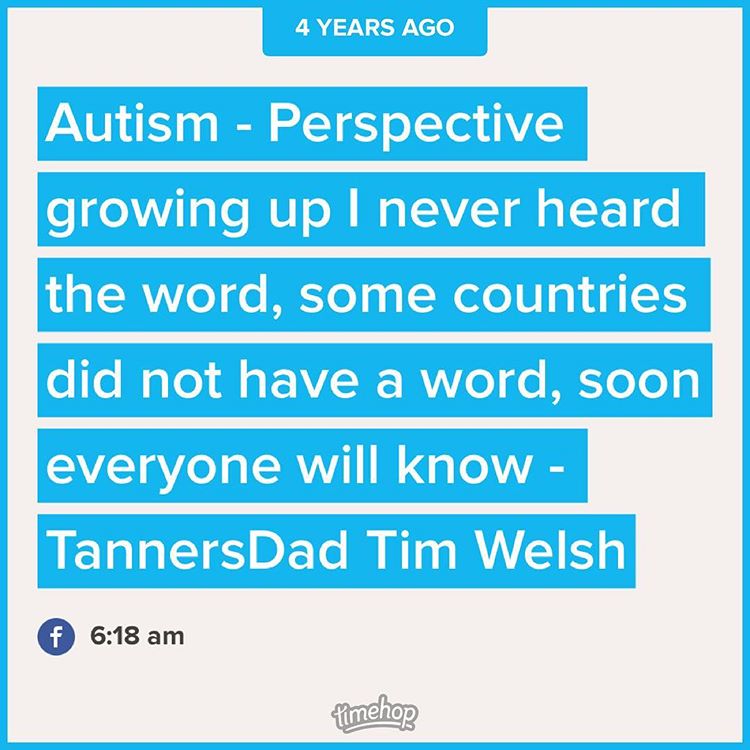 4 YEARS AGO
Autism - Perspective
growing up I never heard
the word, some countries
did not have a word, soon
everyone will know -
TannersDad Tim Welsh
f 6:18 am
timehop